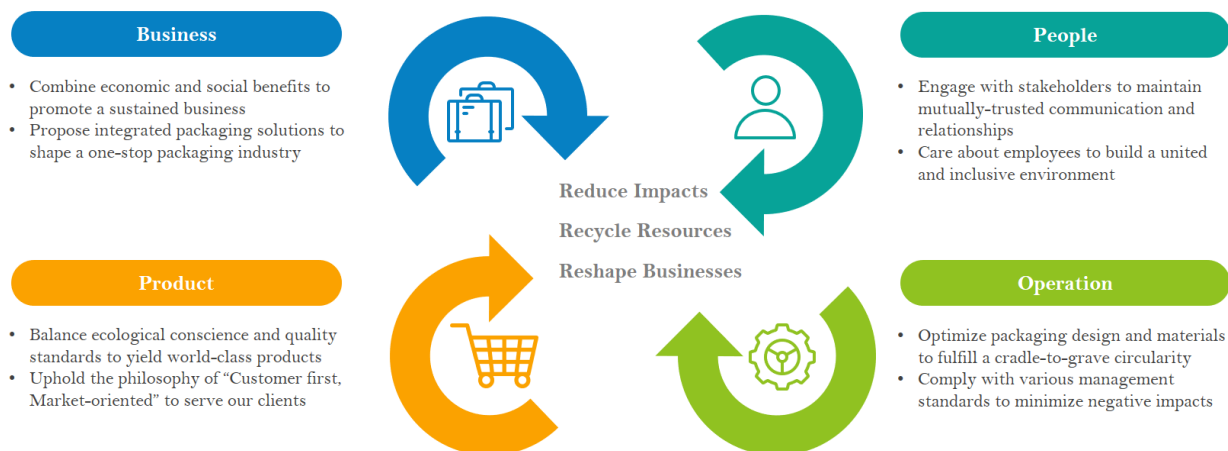 Business
• Combine economic and social benefits to
promote a sustained business
• Propose integrated packaging solutions to
shape a one-stop packaging industry
People
• Engage with stakeholders to maintain
mutually-trusted communication and
relationships
• Care about employees to build a united
and inclusive environment
Reduce Impacts
Recycle Resources
Reshape Businesses
Product
• Balance ecological conscience and quality
standards to yield world-class products
• Uphold the philosophy of “Customer first,
Market-oriented” to serve our clients
Operation
• Optimize packaging design and materials
to fulfill a cradle-to-grave circularity
• Comply with various management
standards to minimize negative impacts